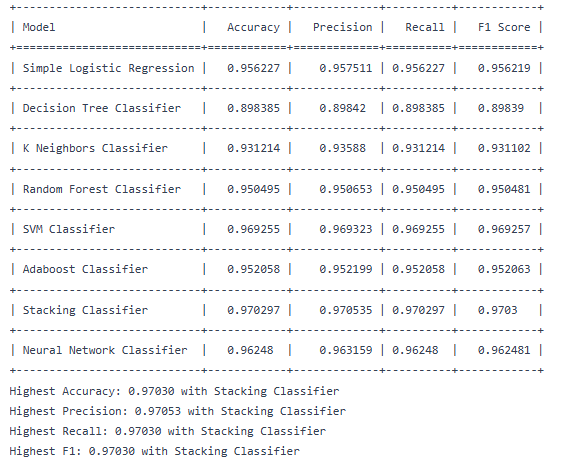 +----------------------------+------------+-------------+----------+------------+
| Model                      |   Accuracy |   Precision |   Recall |   F1 Score |
+============================+============+=============+==========+============+
| Simple Logistic Regression |   0.956227 |    0.957511 | 0.956227 |   0.956219 |
+----------------------------+------------+-------------+----------+------------+
| Decision Tree Classifier   |   0.898385 |    0.89842  | 0.898385 |   0.89839  |
+----------------------------+------------+-------------+----------+------------+
| K Neighbors Classifier     |   0.931214 |    0.93588  | 0.931214 |   0.931102 |
+----------------------------+------------+-------------+----------+------------+
| Random Forest Classifier   |   0.950495 |    0.950653 | 0.950495 |   0.950481 |
+----------------------------+------------+-------------+----------+------------+
| SVM Classifier             |   0.969255 |    0.969323 | 0.969255 |   0.969257 |
+----------------------------+------------+-------------+----------+------------+
| Adaboost Classifier        |   0.952058 |    0.952199 | 0.952058 |   0.952063 |
+----------------------------+------------+-------------+----------+------------+
| Stacking Classifier        |   0.970297 |    0.970535 | 0.970297 |   0.9703   |
+----------------------------+------------+-------------+----------+------------+
| Neural Network Classifier  |   0.96248  |    0.963159 | 0.96248  |   0.962481 |
+----------------------------+------------+-------------+----------+------------+
Highest Accuracy: 0.97030 with Stacking Classifier
Highest Precision: 0.97053 with Stacking Classifier
Highest Recall: 0.97030 with Stacking Classifier
Highest F1: 0.97030 with Stacking Classifier